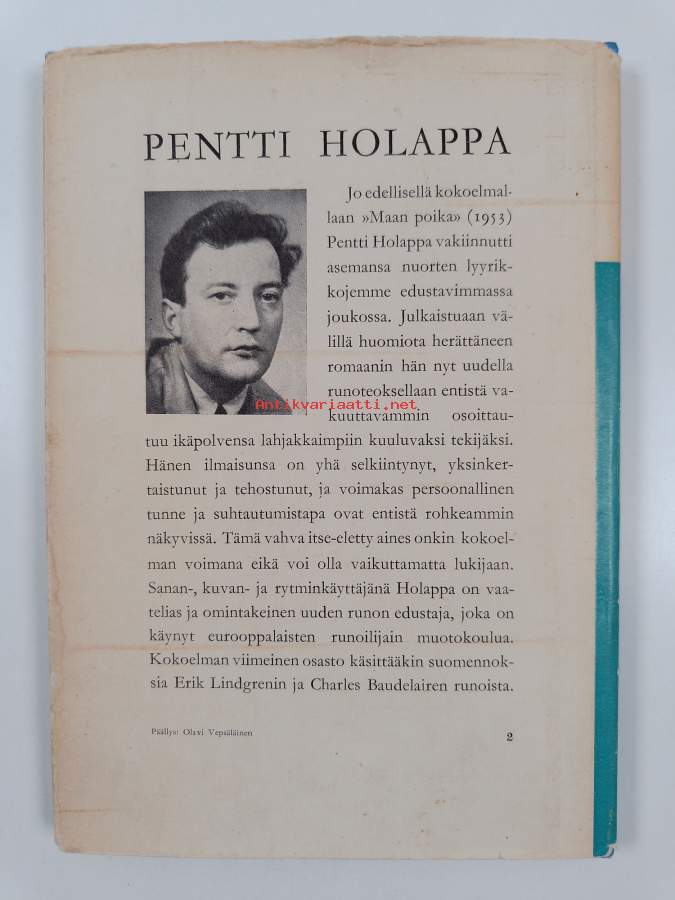 PENTTI HOLAPPA
Jo edellisellä kokoelmal-
laan »Maan poika» (1953)
Pentti Holappa vakiinnutti
asemansa nuorten lyyrik-
kojemme edustavimmassa
joukossa. Julkaistuaan vä-
lillä huomiota herättäneen
romaanin hän nyt uudella
runoteoksellaan entistä va-
Antikvariaatti.net
kuuttavammin osoittau-
tuu ikäpolvensa lahjakkaimpiin kuuluvaksi tekijäksi.
Hänen ilmaisunsa on yhä selkiintynyt, yksinker-
taistunut ja tehostunut, ja voimakas persoonallinen
tunne ja suhtautumistapa ovat entistä rohkeammin
näkyvissä. Tämä vahva itse-eletty aines onkin kokoel-
man voimana eikä voi olla vaikuttamatta lukijaan.
Sanan-, kuvan- ja rytminkäyttäjänä Holappa on vaa-
telias ja omintakeinen uuden runon edustaja, joka on
käynyt eurooppalaisten runoilijain muotokoulua.
Kokoelman viimeinen osasto käsittääkin suomennok-
sia Erik Lindgrenin ja Charles Baudelairen runoista.
Päällys: Olavi Vepsäläinen
2